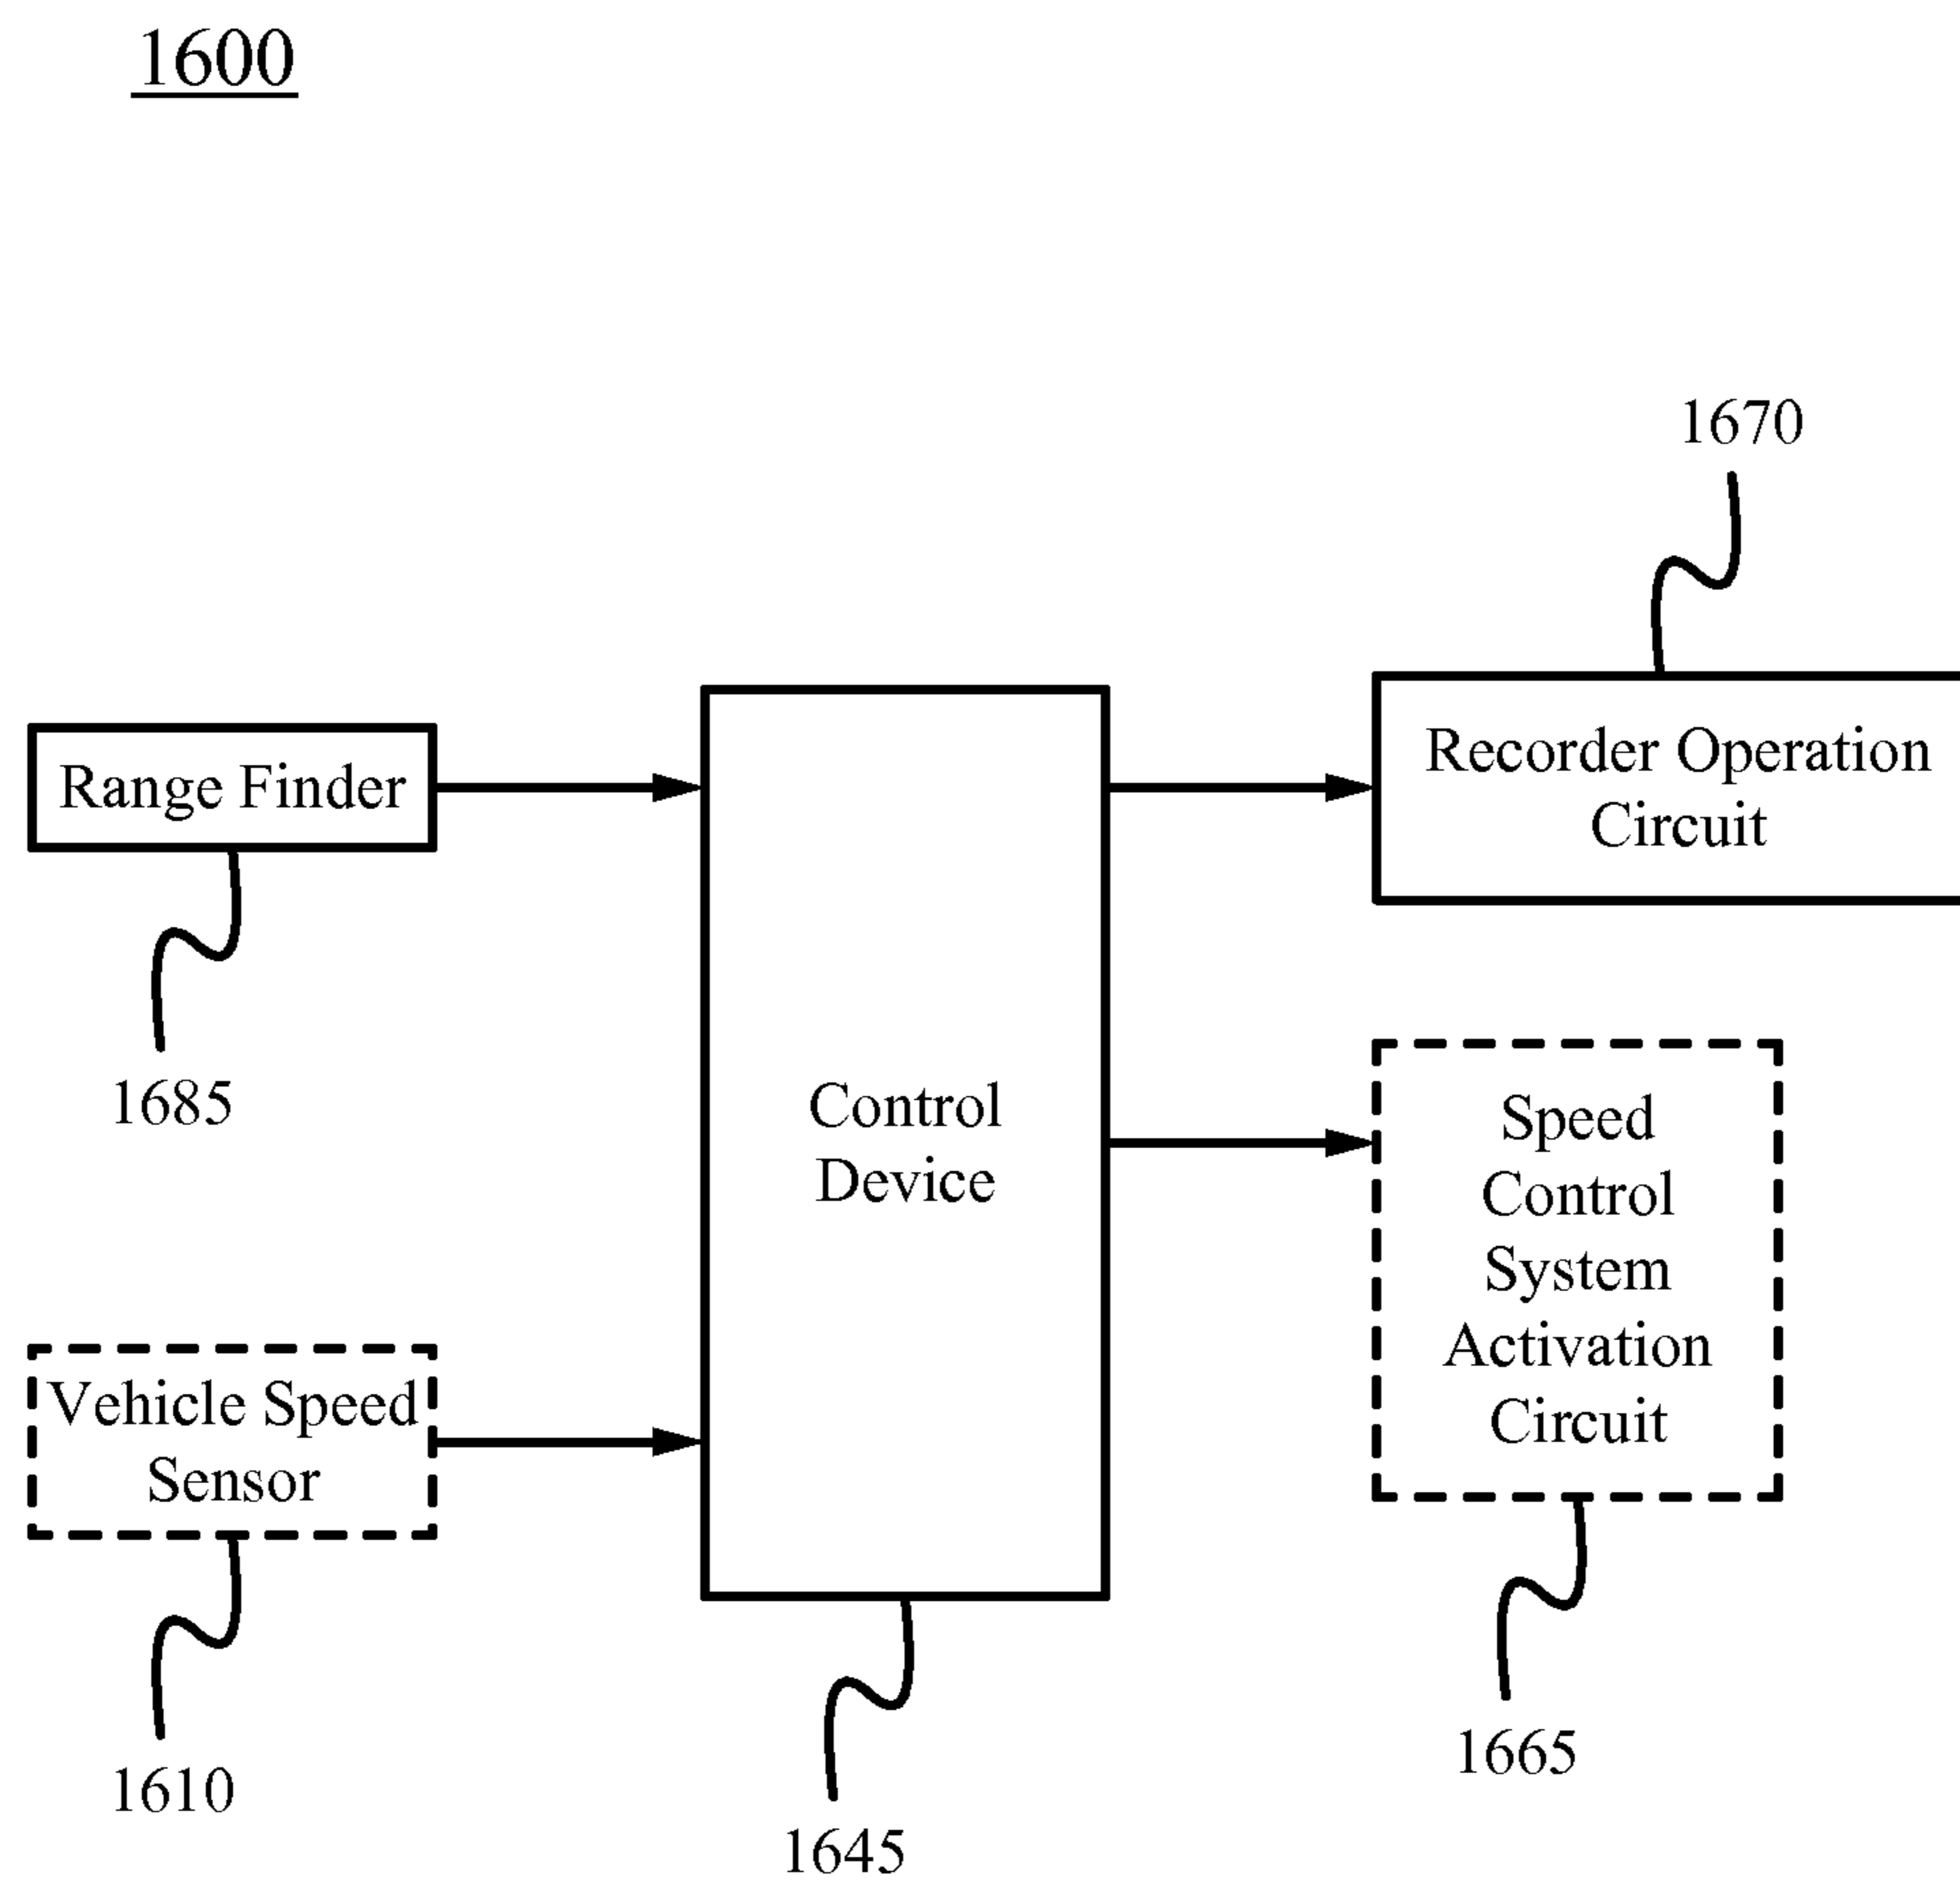 1600
1670
Range Finder
Recorder Operation
Circuit
1685
Control
Device
Speed
Control
System
Activation
Circuit
Vehicle Speed
Sensor
1610
1645
1665